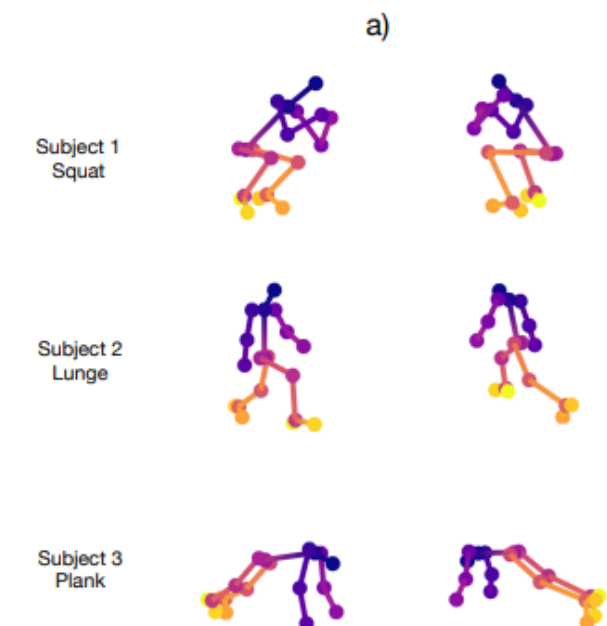 a)
Subject 1
Squat
Subject 2
Lunge
Subject 3
Plank